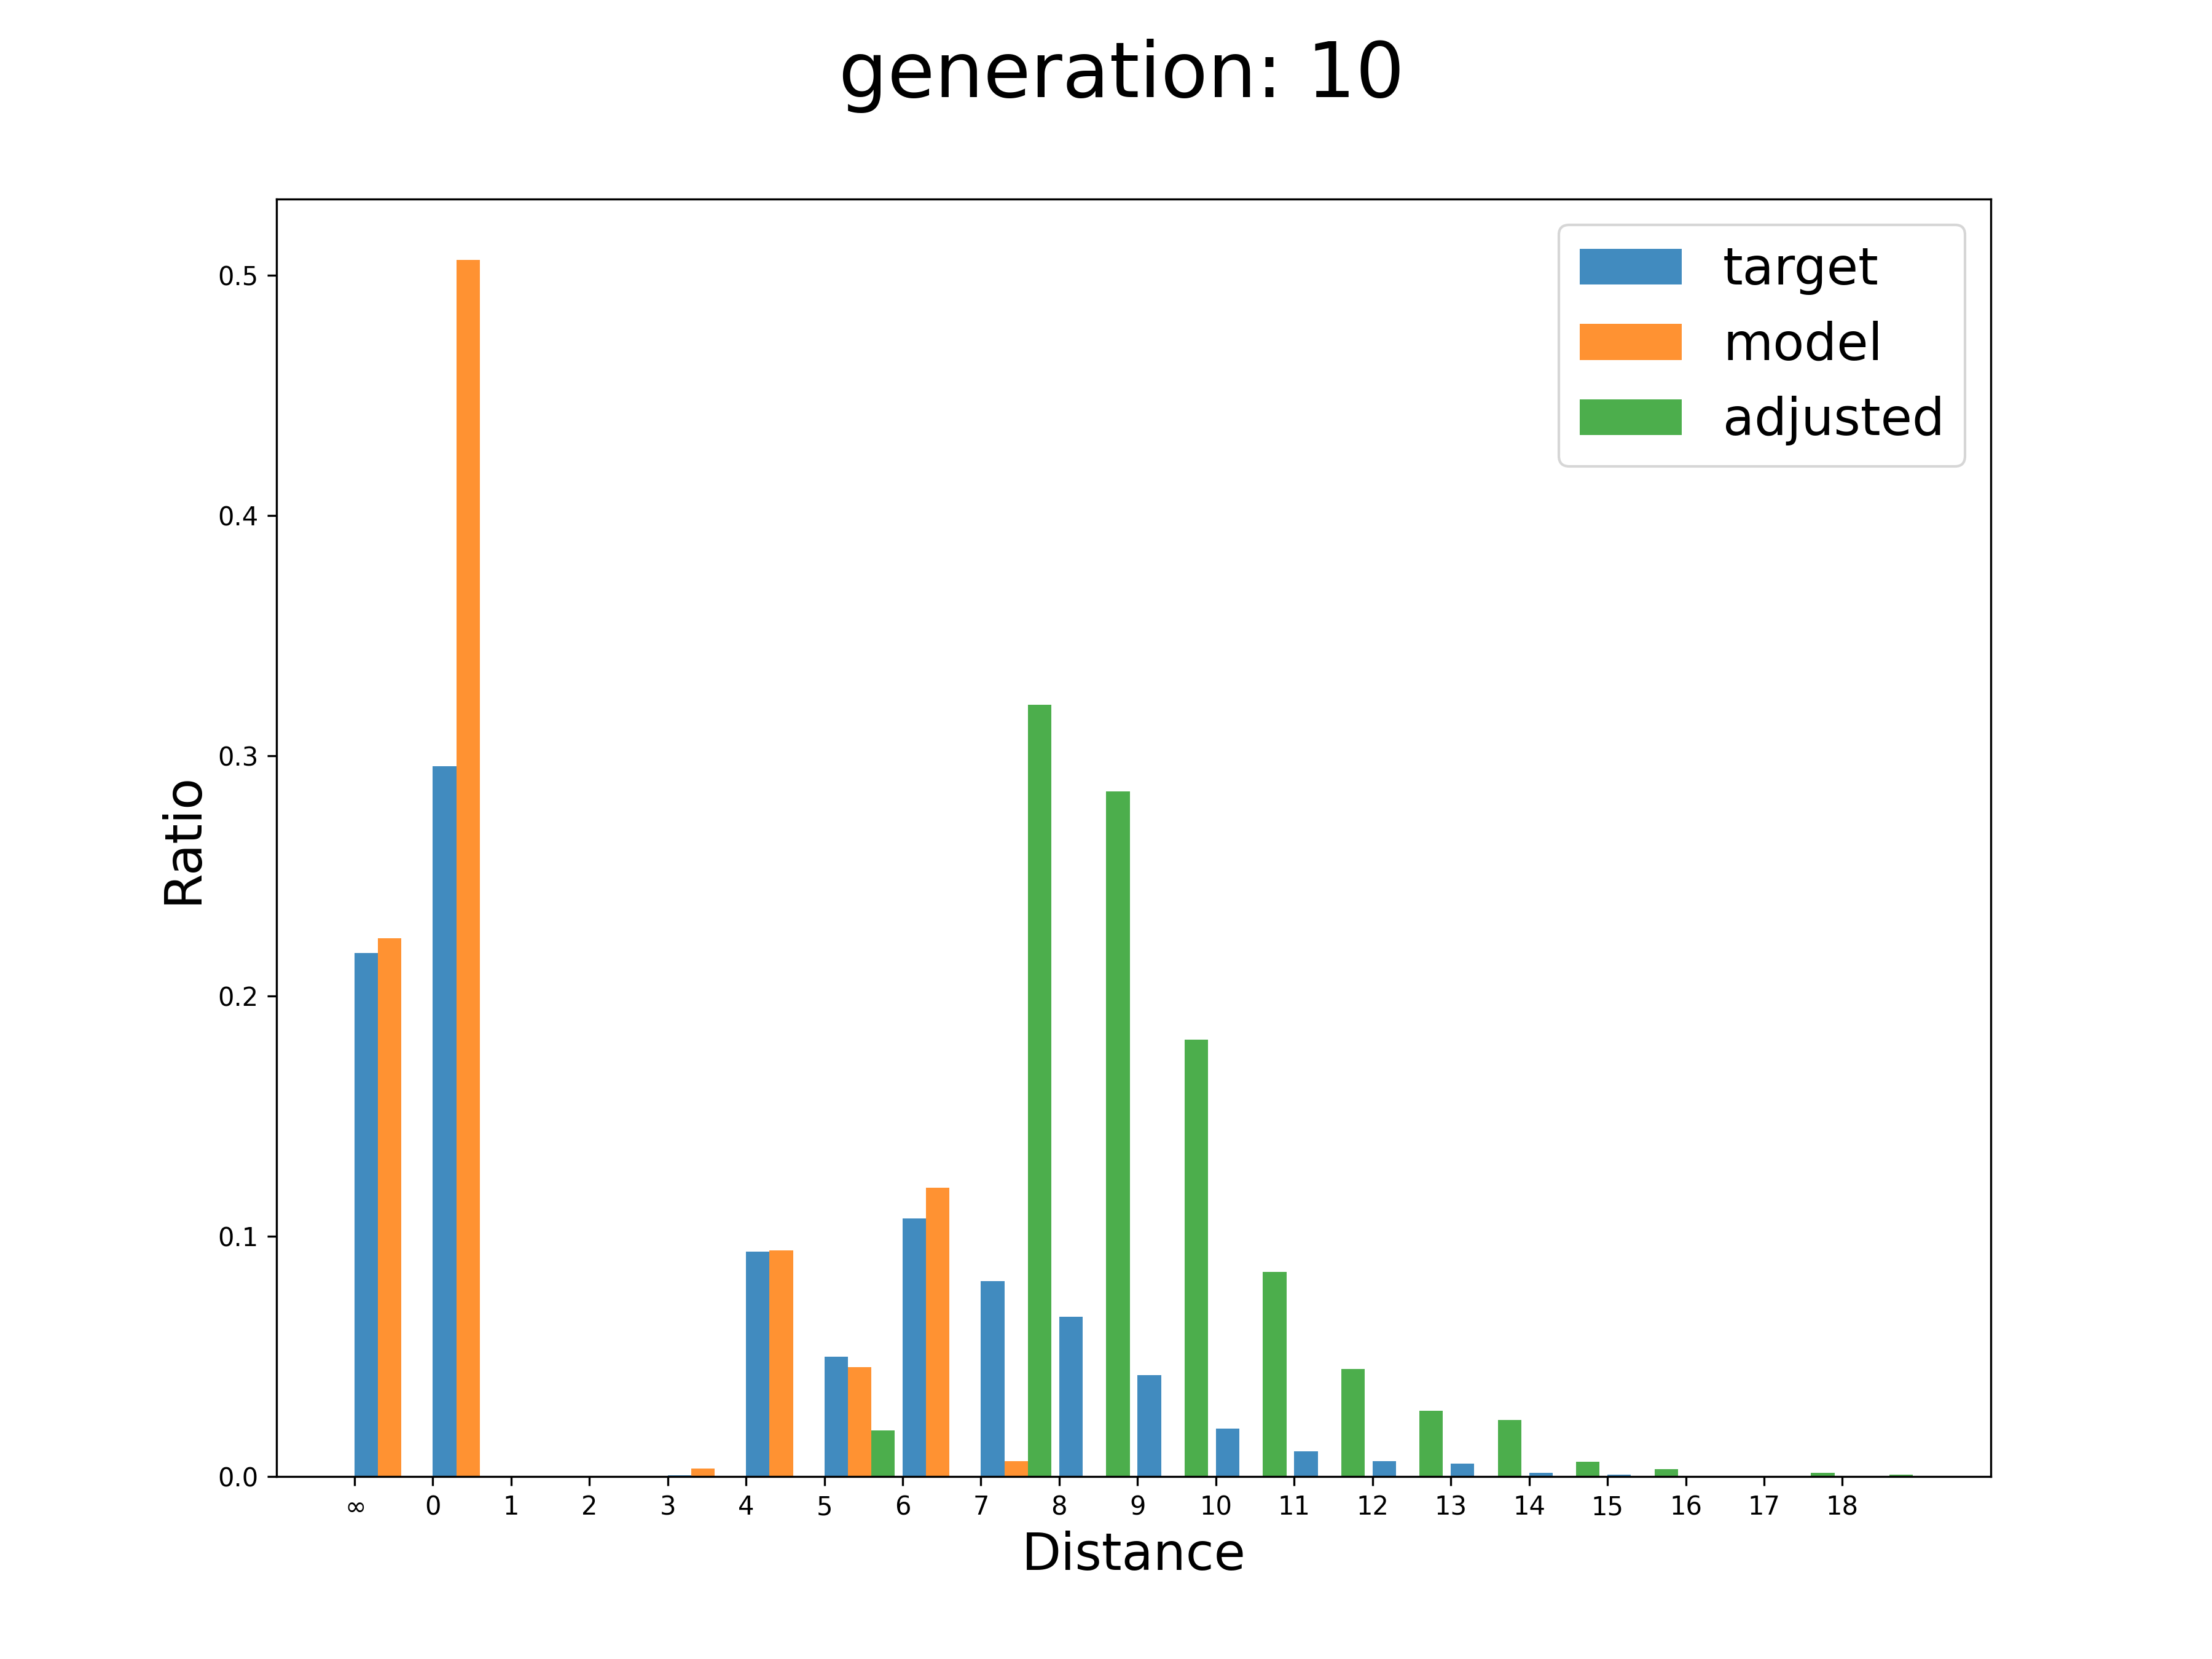 generation: 10
target
model
adjusted
Ratio
0.5
0.4
0.3
0.2
0.1
0.0
∞ 0 1 2 3 4 5 6 7 8 9 10 11 12 13 14 15 16 17 18
Distance